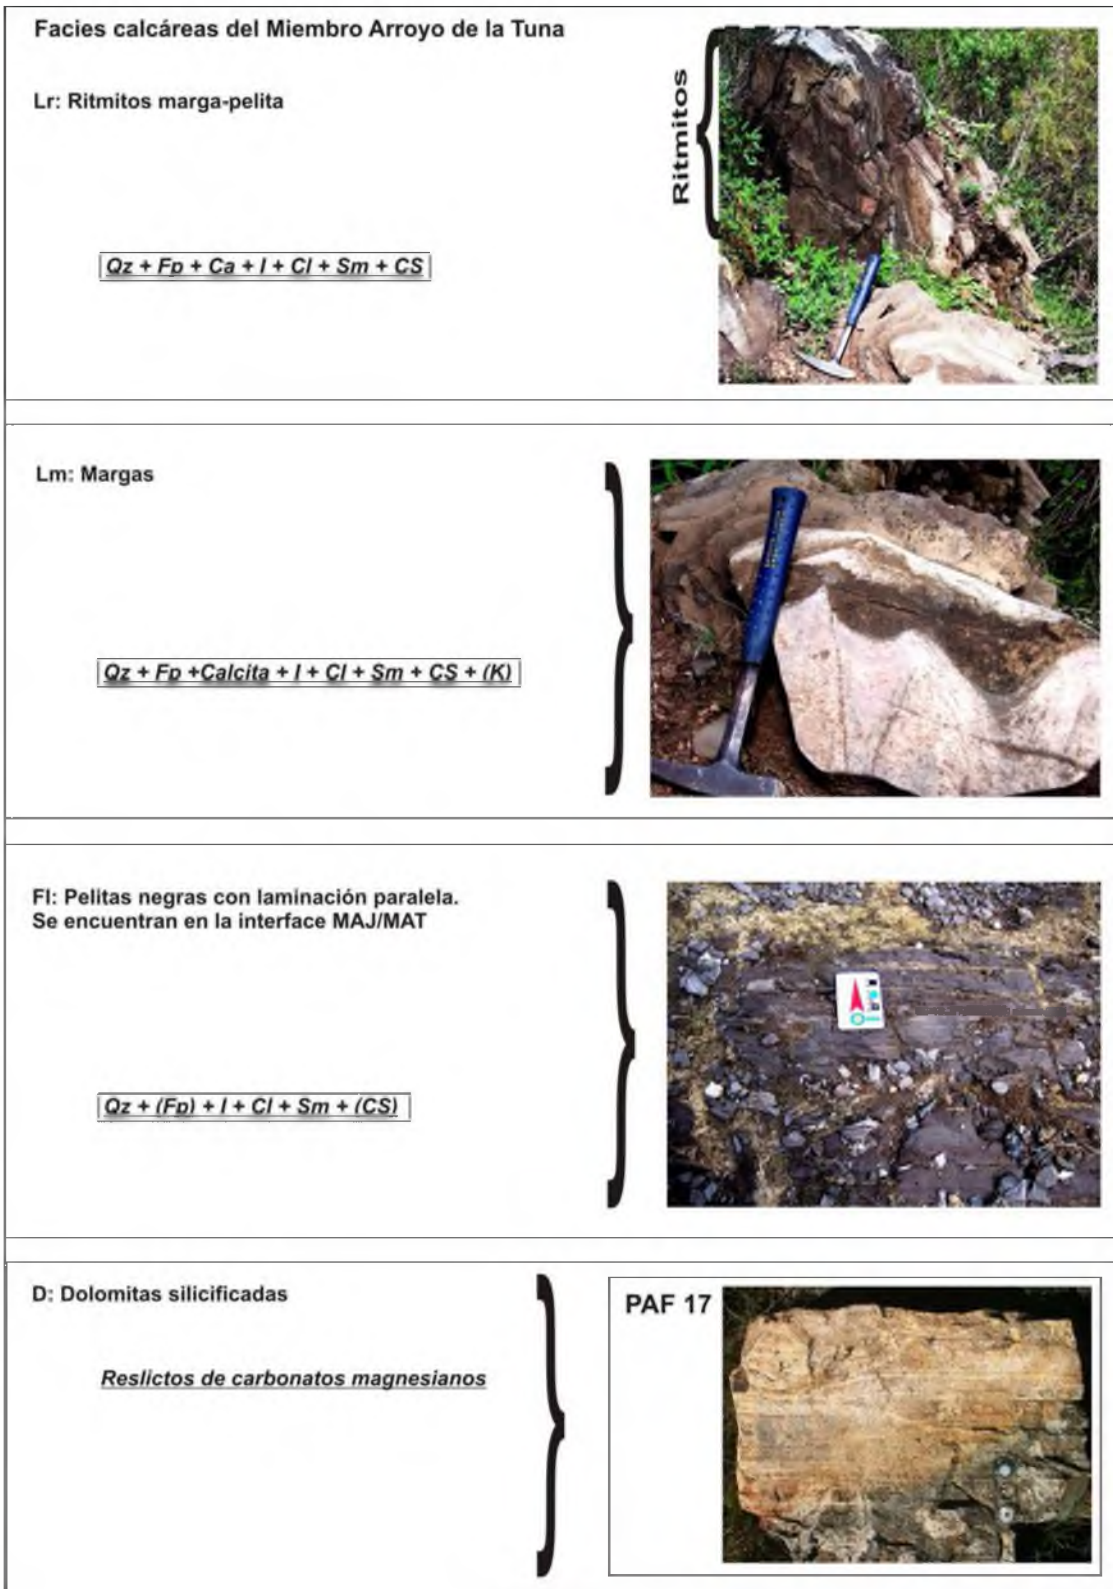 Facies calcáreas del Miembro Arroyo de la Tuna
Lr: Ritmitos marga-pelita
Ritmitos
Qz + Fp + Ca + I + Cl + Sm + CS
Lm: Margas
Qz + Fp +Calcita + I + Cl + Sm + CS + (K)
Fl: Pelitas negras con laminación paralela.
Se encuentran en la interface MAJ/MAT
Qz + (Fp) + I + Cl + Sm + (CS)
D: Dolomitas silicificadas
PAF 17
Reslictos de carbonatos magnesianos